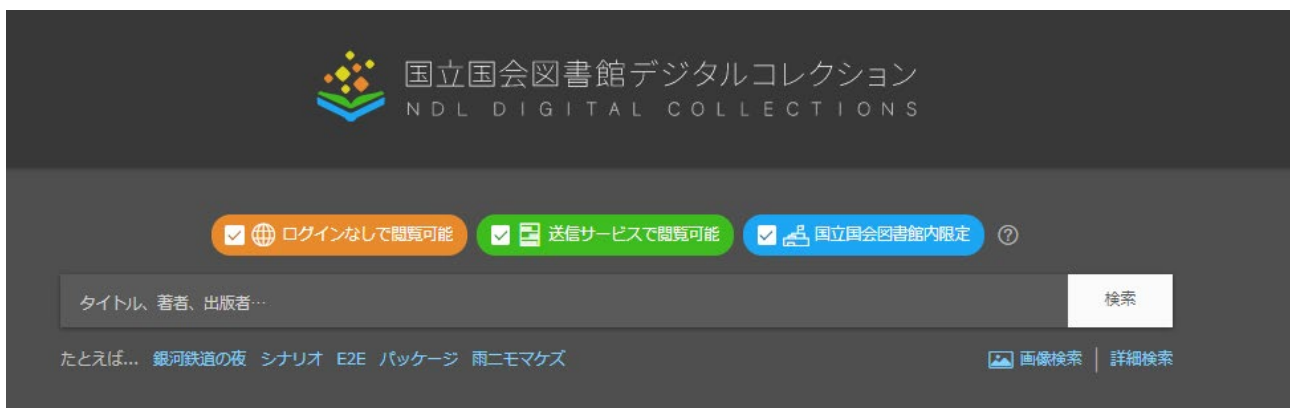 国立国会図書館デジタルコレクション
NDL DIGITAL COLLECTIONS
ログインなしで閲覧可能 送信サービスで閲覧可能 国立国会図書館内限定 ?
タイトル、著者、出版者… 検索
たとえば... 銀河鉄道の夜 シナリオ E2E パッケージ 雨ニモマケズ 画像検索 | 詳細検索